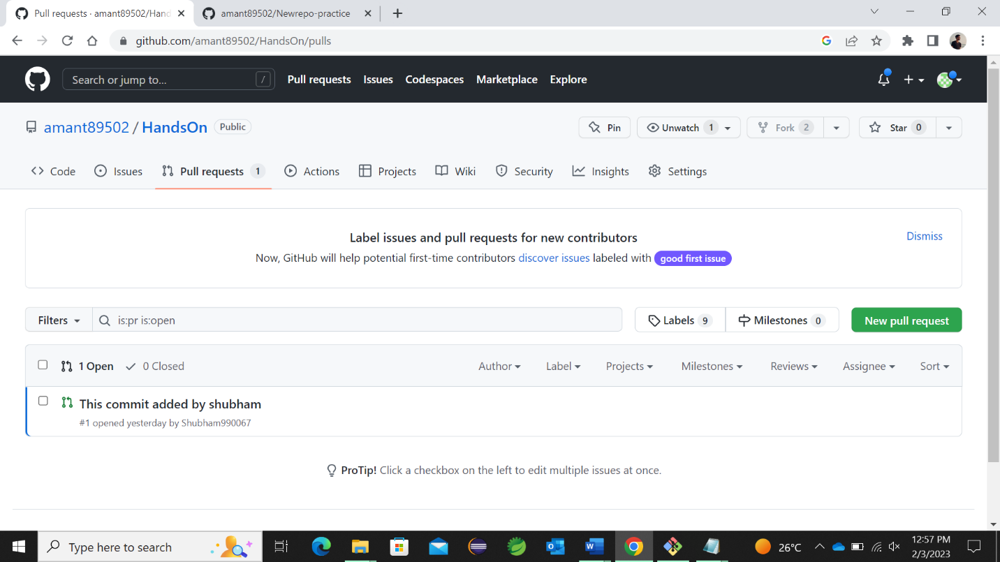 Pull requests · amant89502/Hand
amant89502/Newrepo-practice
github.com/amant89502/HandsOn/pulls
Search or jump to... / Pull requests Issues Codespaces Marketplace Explore
amant89502 / HandsOn Public
Pin Unwatch 1 Fork 2 Star 0
Code Issues Pull requests 1 Actions Projects Wiki Security Insights Settings
Label issues and pull requests for new contributors
Dismiss
Now, GitHub will help potential first-time contributors discover issues labeled with good first issue
Filters is:pr is:open Labels 9 Milestones 0 New pull request
1 Open 0 Closed Author Label Projects Milestones Reviews Assignee Sort
This commit added by shubham
#1 opened yesterday by Shubham990067
ProTip! Click a checkbox on the left to edit multiple issues at once.
Type here to search
26°C
12:57 PM
2/3/2023